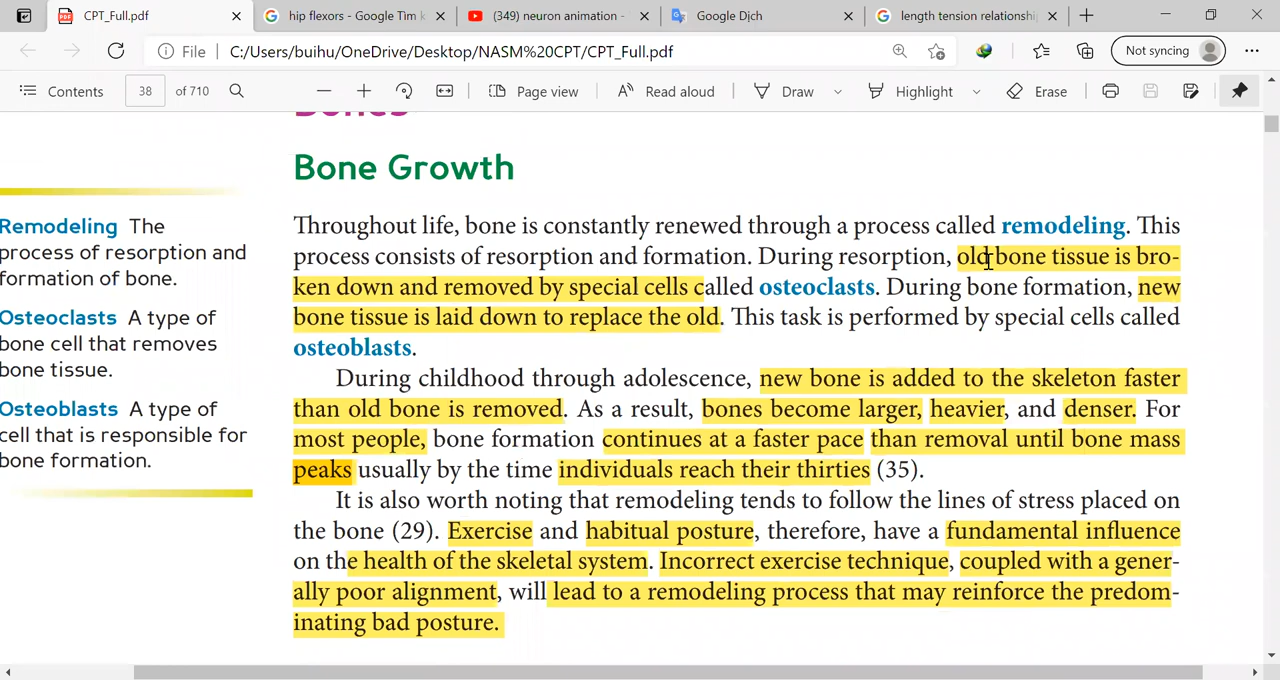 CPT_Full.pdf
hip flexors - Google Tìm k
(349) neuron animation -
Google Dịch
length tension relationshi
File
C:/Users/buihu/OneDrive/Desktop/NASM%20CPT/CPT_Full.pdf
Not syncing
Contents
38
of 710
Page view
Read aloud
Draw
Highlight
Erase
Bones
Bone Growth
Remodeling The
process of resorption and
formation of bone.
Osteoclasts A type of
bone cell that removes
bone tissue.
Osteoblasts A type of
cell that is responsible for
bone formation.
Throughout life, bone is constantly renewed through a process called remodeling. This
process consists of resorption and formation. During resorption, old bone tissue is bro-
ken down and removed by special cells called osteoclasts. During bone formation, new
bone tissue is laid down to replace the old. This task is performed by special cells called
osteoblasts.
During childhood through adolescence, new bone is added to the skeleton faster
than old bone is removed. As a result, bones become larger, heavier, and denser. For
most people, bone formation continues at a faster pace than removal until bone mass
peaks usually by the time individuals reach their thirties (35).
It is also worth noting that remodeling tends to follow the lines of stress placed on
the bone (29). Exercise and habitual posture, therefore, have a fundamental influence
on the health of the skeletal system. Incorrect exercise technique, coupled with a gener-
ally poor alignment, will lead to a remodeling process that may reinforce the predom-
inating bad posture.